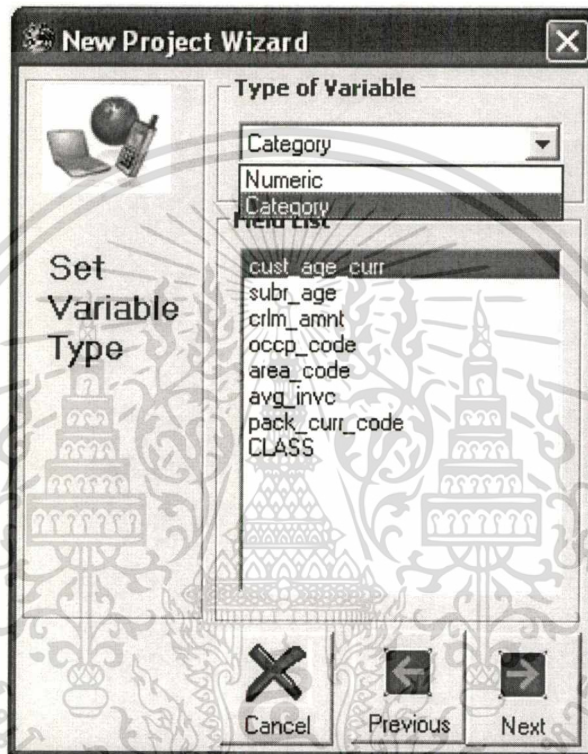 New Project Wizard
Type of Variable
Category
Numeric
Category
Field List
Set
Variable
Type
cust_age_curr
subr_age
crlm_amnt
occp_code
area_code
avg_invc
pack_curr_code
CLASS
Cancel
Previous
Next